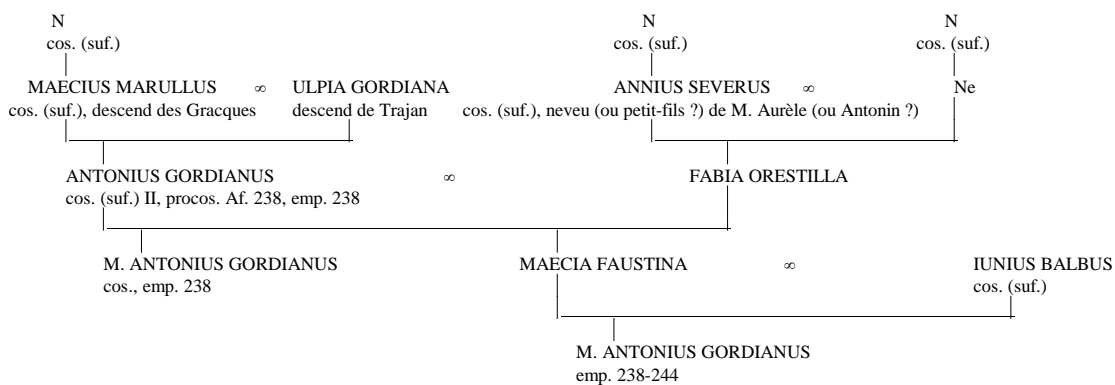 N N N
cos. (suf.) cos. (suf.) cos. (suf.)
MAECIUS MARULLUS ∞ ULPIA GORDIANA ANNIUS SEVERUS ∞ Ne
cos. (suf.), descend des Gracques descend de Trajan cos. (suf.), neveu (ou petit-fils ?) de M. Aurèle (ou Antonin ?)
ANTONIUS GORDIANUS ∞ FABIA ORESTILLA
cos. (suf.) II, procos. Af. 238, emp. 238
M. ANTONIUS GORDIANUS MAECIA FAUSTINA ∞ IUNIUS BALBUS
cos., emp. 238 cos. (suf.)
M. ANTONIUS GORDIANUS
emp. 238-244